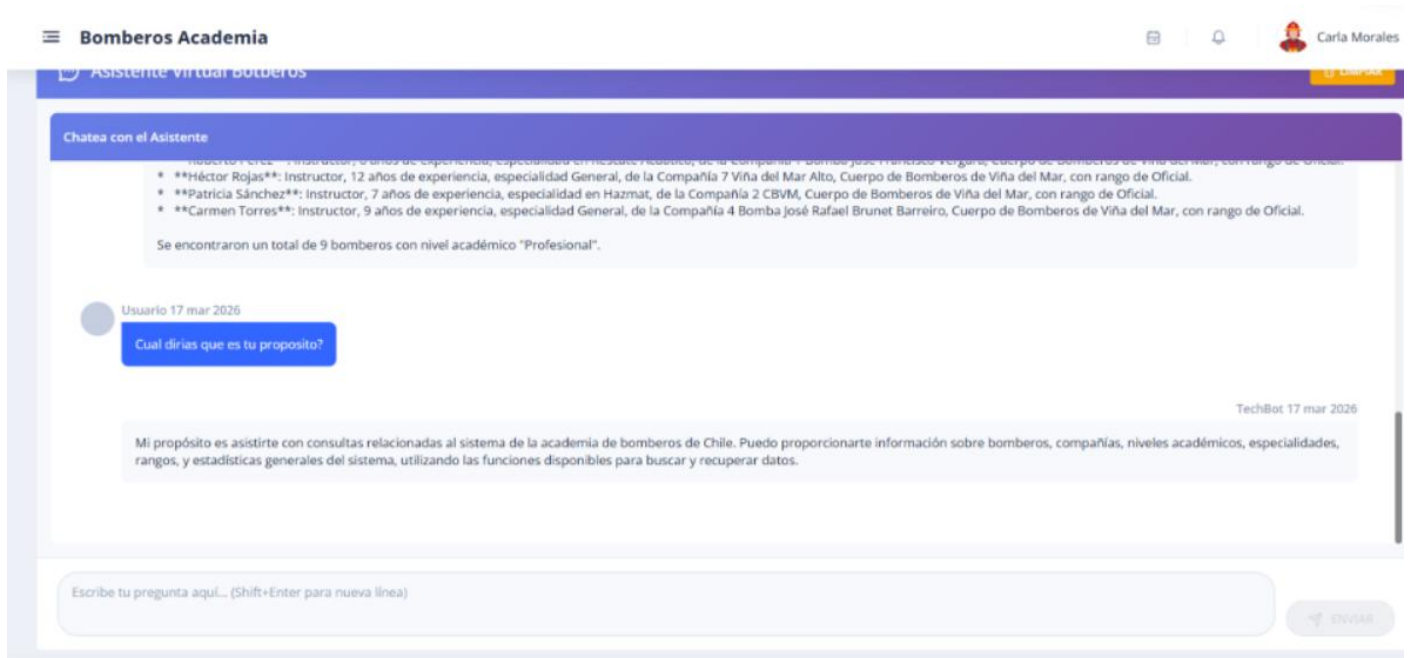 Bomberos Academia
Carla Morales
Asistente Virtual Botberos
LIMPIAR
Chatea con el Asistente
* **Héctor Rojas**: Instructor, 12 años de experiencia, especialidad General, de la Compañía 7 Viña del Mar Alto, Cuerpo de Bomberos de Viña del Mar, con rango de Oficial.
* **Patricia Sánchez**: Instructor, 7 años de experiencia, especialidad en Hazmat, de la Compañía 2 CBVM, Cuerpo de Bomberos de Viña del Mar, con rango de Oficial.
* **Carmen Torres**: Instructor, 9 años de experiencia, especialidad General, de la Compañía 4 Bomba José Rafael Brunet Barreiro, Cuerpo de Bomberos de Viña del Mar, con rango de Oficial.
Se encontraron un total de 9 bomberos con nivel académico "Profesional".
Usuario 17 mar 2026
Cual dirias que es tu proposito?
TechBot 17 mar 2026
Mi propósito es asistirte con consultas relacionadas al sistema de la academia de bomberos de Chile. Puedo proporcionarte información sobre bomberos, compañías, niveles académicos, especialidades,
rangos, y estadísticas generales del sistema, utilizando las funciones disponibles para buscar y recuperar datos.
Escribe tu pregunta aquí... (Shift+Enter para nueva línea)
ENVIAR